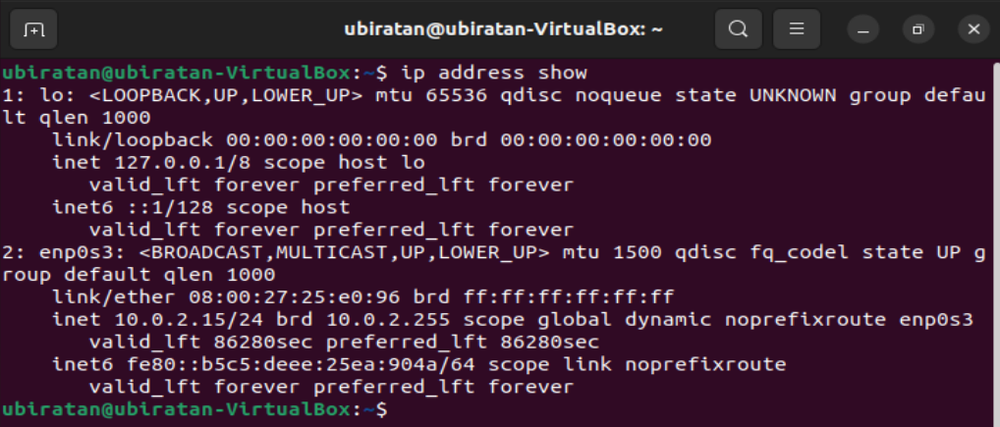 ubiratan@ubiratan-VirtualBox: ~
ubiratan@ubiratan-VirtualBox:~$ ip address show
1: lo: <LOOPBACK,UP,LOWER_UP> mtu 65536 qdisc noqueue state UNKNOWN group defau
lt qlen 1000
    link/loopback 00:00:00:00:00:00 brd 00:00:00:00:00:00
    inet 127.0.0.1/8 scope host lo
       valid_lft forever preferred_lft forever
    inet6 ::1/128 scope host
       valid_lft forever preferred_lft forever
2: enp0s3: <BROADCAST,MULTICAST,UP,LOWER_UP> mtu 1500 qdisc fq_codel state UP g
roup default qlen 1000
    link/ether 08:00:27:25:e0:96 brd ff:ff:ff:ff:ff:ff
    inet 10.0.2.15/24 brd 10.0.2.255 scope global dynamic noprefixroute enp0s3
       valid_lft 86280sec preferred_lft 86280sec
    inet6 fe80::b5c5:deee:25ea:904a/64 scope link noprefixroute
       valid_lft forever preferred_lft forever
ubiratan@ubiratan-VirtualBox:~$